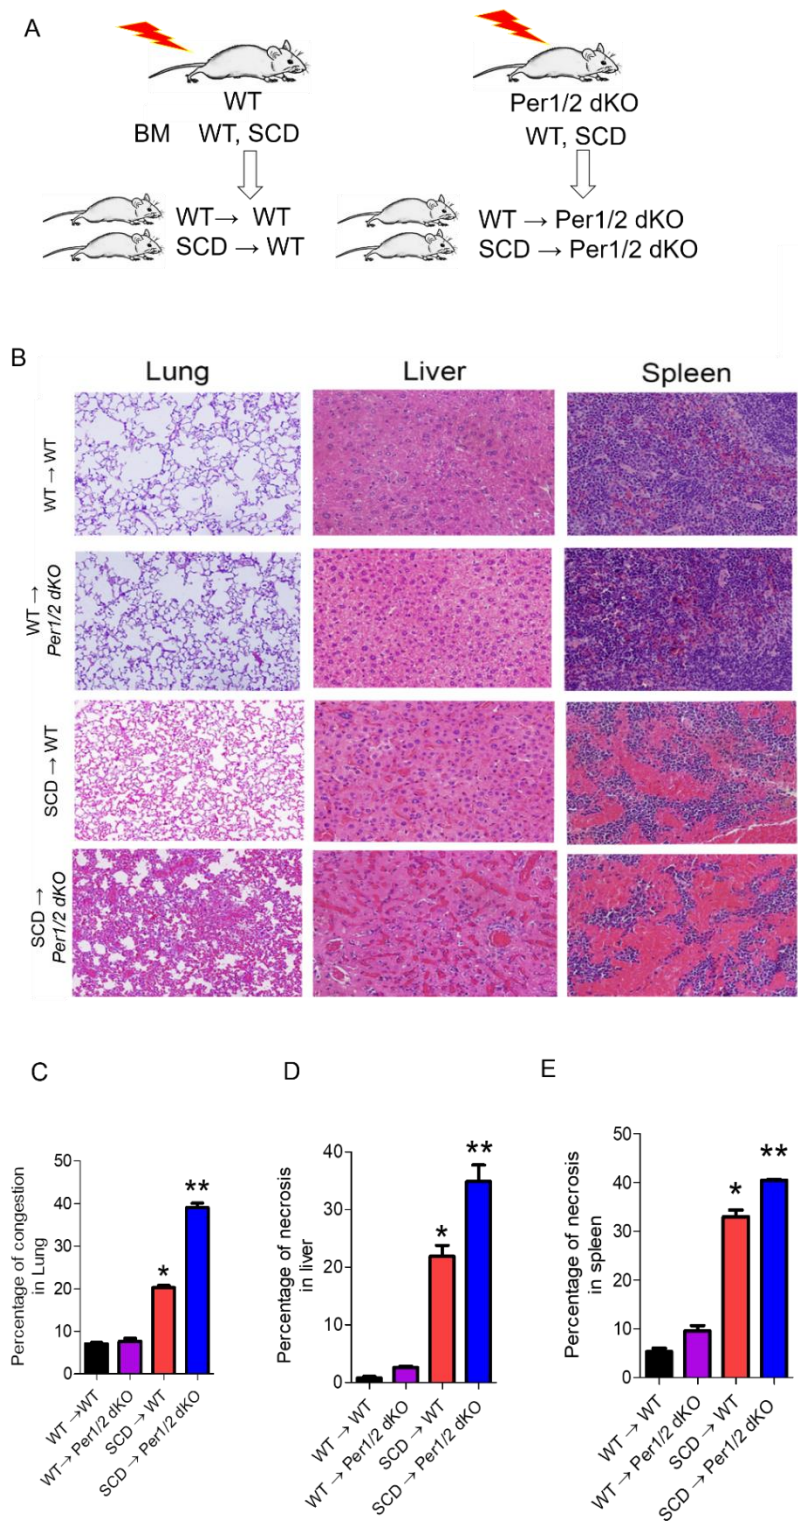 A
WT
Per1/2 dKO
BM WT, SCD
WT, SCD
WT→ WT
SCD → WT
WT → Per1/2 dKO
SCD → Per1/2 dKO
B
Lung
Liver
Spleen
WT → WT
WT →
Per1/2 dKO
SCD → WT
SCD →
Per1/2 dKO
C
Percentage of congestion
in Lung
50
40
30
20
10
0
*
**
WT →WT
WT→ Per1/2 dKO
SCD → WT
SCD → Per1/2 dKO
D
Percentage of necrosis
in liver
40
30
20
10
0
*
**
WT → WT
WT → Per1/2 dKO
SCD → WT
SCD → Per1/2 dKO
E
Percentage of necrosis
in spleen
50
40
30
20
10
0
*
**
WT → WT
WT → Per1/2 dKO
SCD → WT
SCD → Per1/2 dKO